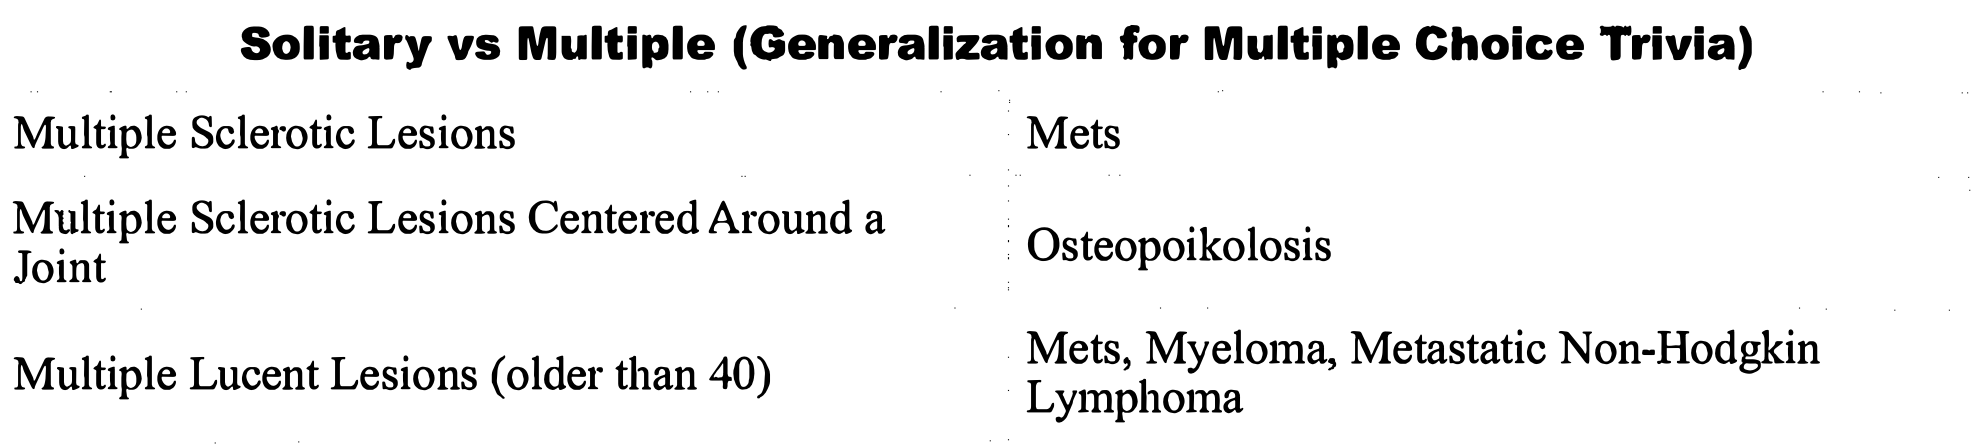 Solitary vs Multiple (Generalization for Multiple Choice Trivia)
Multiple Sclerotic Lesions
Mets
Multiple Sclerotic Lesions Centered Around a
Joint
Osteopoikolosis
Multiple Lucent Lesions (older than 40)
Mets, Myeloma, Metastatic Non-Hodgkin
Lymphoma